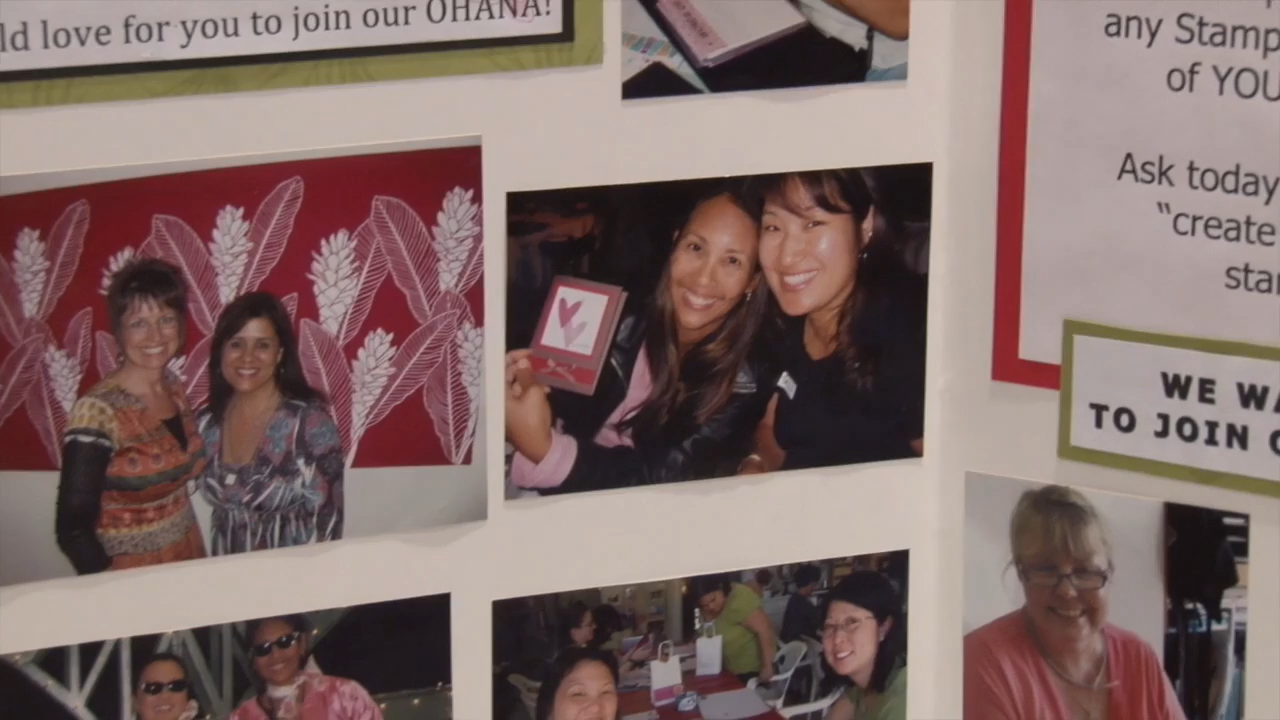 ld love for you to join our OHANA!
any Stamp
of YOU
Ask today
"create
sta
WE WA
TO JOIN